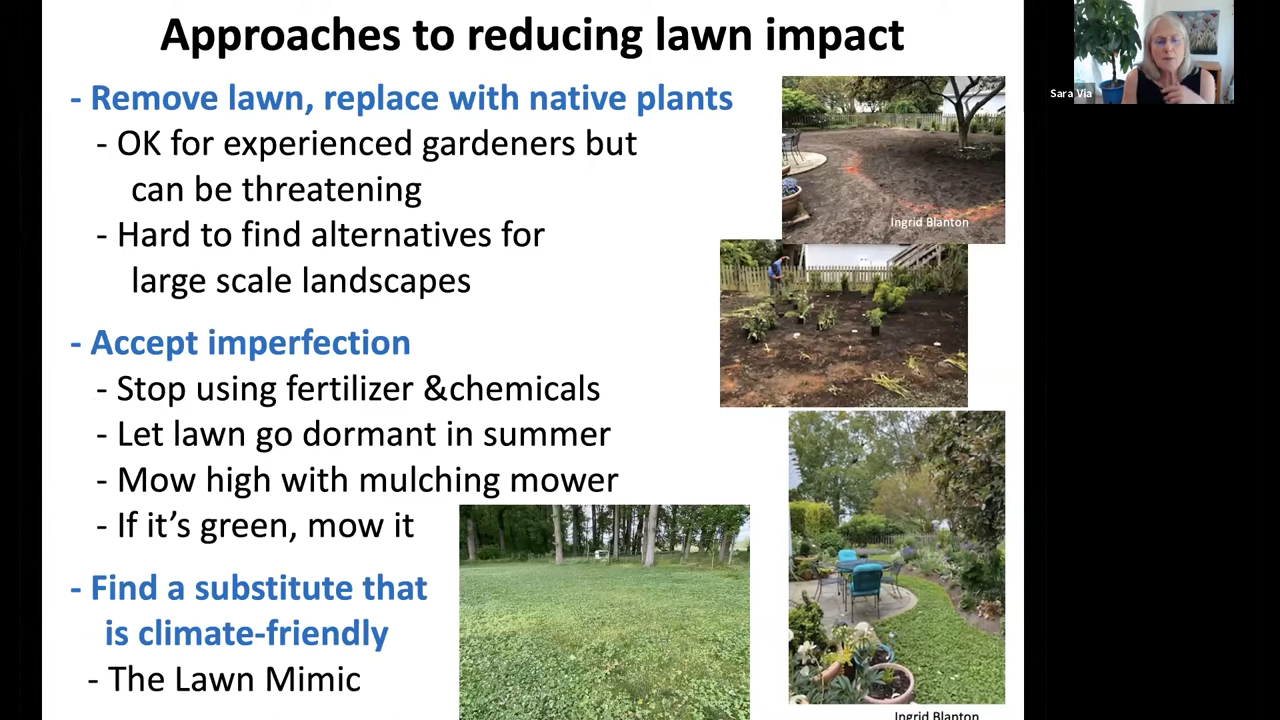 Approaches to reducing lawn impact
- Remove lawn, replace with native plants
- OK for experienced gardeners but
can be threatening
- Hard to find alternatives for
large scale landscapes
- Accept imperfection
- Stop using fertilizer &chemicals
- Let lawn go dormant in summer
- Mow high with mulching mower
- If it’s green, mow it
- Find a substitute that
is climate-friendly
- The Lawn Mimic
Ingrid Blanton
Ingrid Blanton
Sara Via